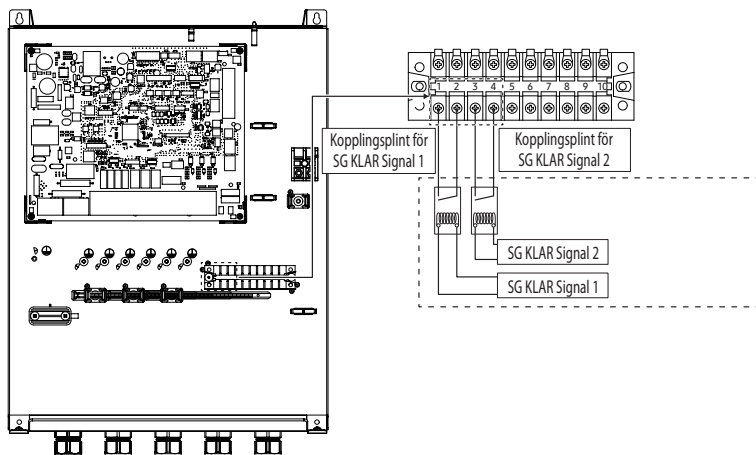 1 2 3 4 5 6 7 8 9 1
Kopplingsplint för
SG KLAR Signal 1
Kopplingsplint för
SG KLAR Signal 2
SG KLAR Signal 2
SG KLAR Signal 1